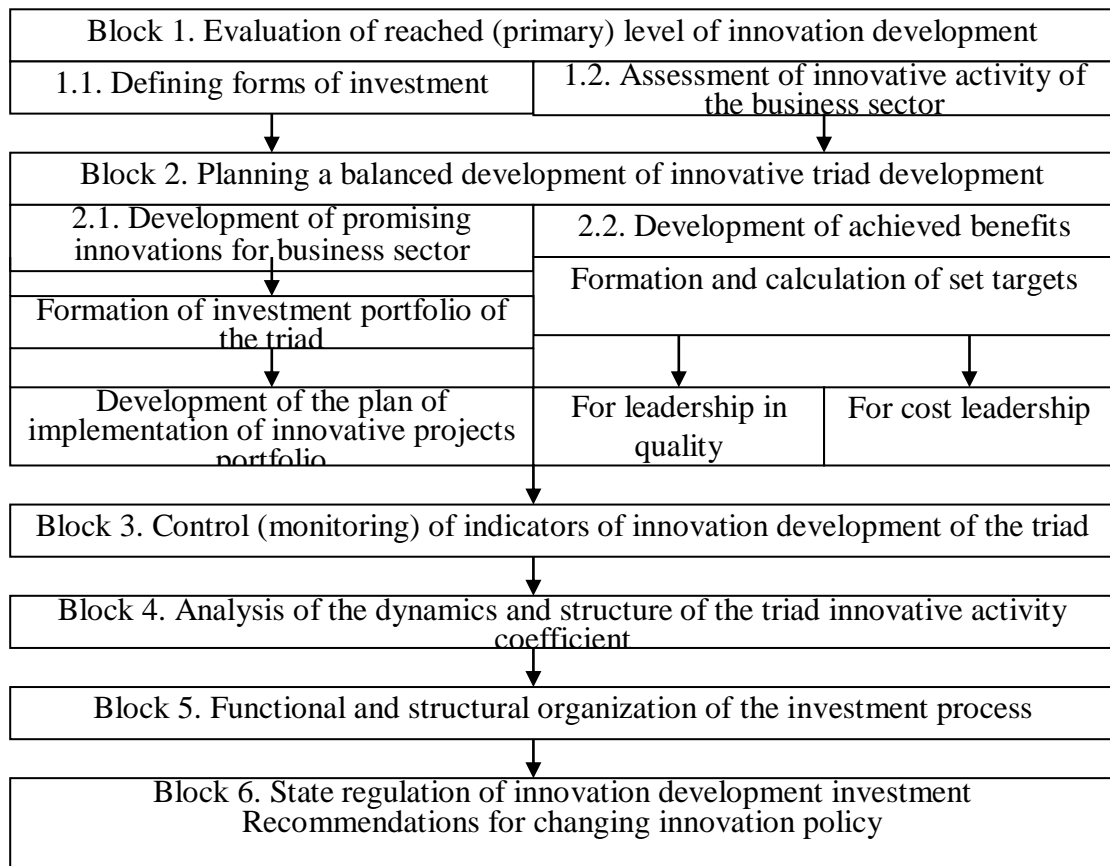 Block 1. Evaluation of reached (primary) level of innovation development
1.1. Defining forms of investment
1.2. Assessment of innovative activity of
the business sector
Block 2. Planning a balanced development of innovative triad development
2.1. Development of promising
innovations for business sector
2.2. Development of achieved benefits
Formation and calculation of set targets
Formation of investment portfolio of
the triad
Development of the plan of
implementation of innovative projects
portfolio
For leadership in
quality
For cost leadership
Block 3. Control (monitoring) of indicators of innovation development of the triad
Block 4. Analysis of the dynamics and structure of the triad innovative activity
coefficient
Block 5. Functional and structural organization of the investment process
Block 6. State regulation of innovation development investment
Recommendations for changing innovation policy